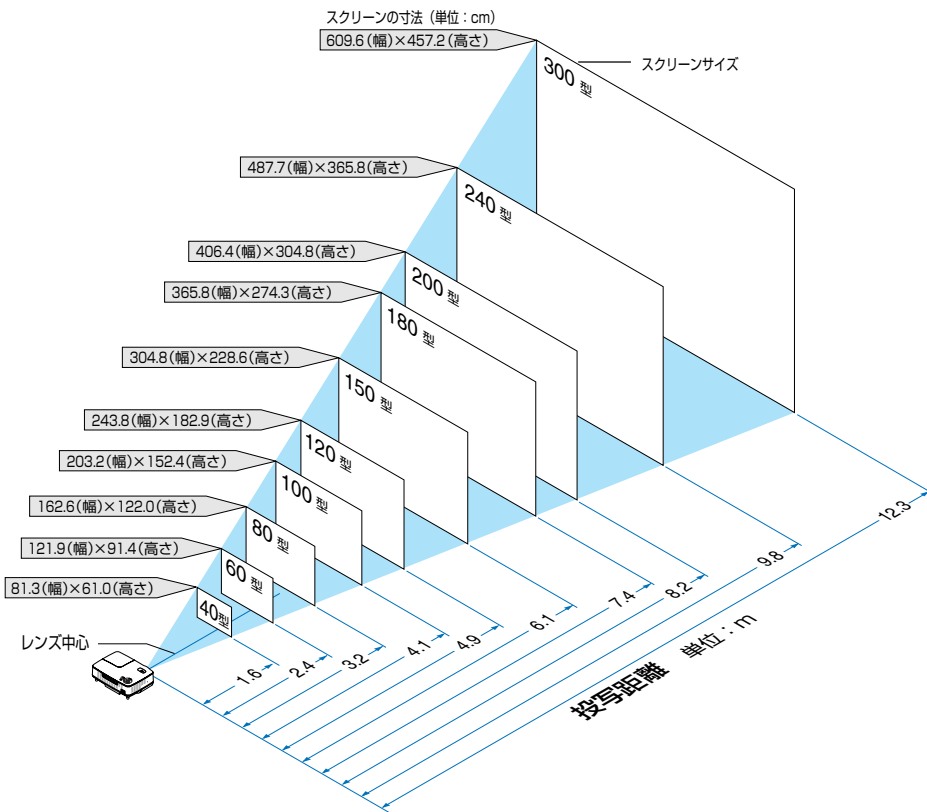 スクリーンの寸法（単位：cm）
609.6(幅)×457.2(高さ)
スクリーンサイズ
300 型
487.7(幅)×365.8(高さ)
240 型
406.4(幅)×304.8(高さ)
200 型
365.8(幅)×274.3(高さ)
180 型
304.8(幅)×228.6(高さ)
150 型
243.8(幅)×182.9(高さ)
120 型
203.2(幅)×152.4(高さ)
100 型
162.6(幅)×122.0(高さ)
80 型
121.9(幅)×91.4(高さ)
60 型
81.3(幅)×61.0(高さ)
40型
レンズ中心
1.6
2.4
3.2
4.1
4.9
6.1
7.4
8.2
9.8
12.3
投写距離 単位：m